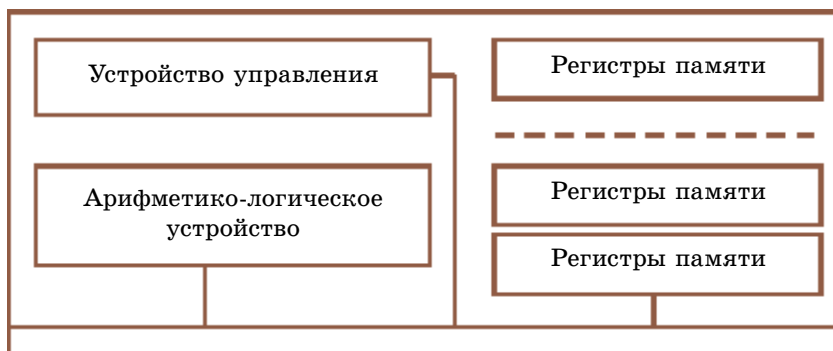 Устройство управления
Регистры памяти
Арифметико-логическое
устройство
Регистры памяти
Регистры памяти